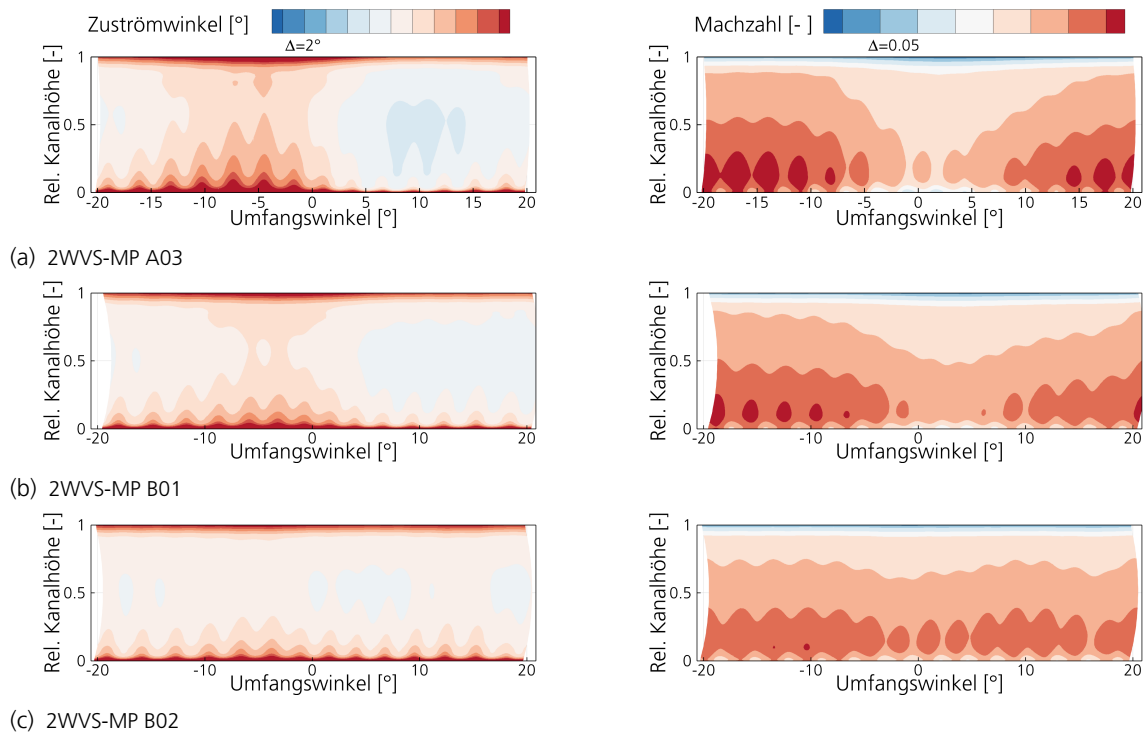 Zuströmwinkel [°]
Δ=2°
Machzahl [- ]
Δ=0.05
Rel. Kanalhöhe [-]
1
0.5
0
-20 -15 -10 -5 0 5 10 15 20
Umfangswinkel [°]
Rel. Kanalhöhe [-]
1
0.5
0
-20 -15 -10 -5 0 5 10 15 20
Umfangswinkel [°]
(a) 2WVS-MP A03
Rel. Kanalhöhe [-]
1
0.5
0
-20 -10 0 10 20
Umfangswinkel [°]
Rel. Kanalhöhe [-]
1
0.5
0
-20 -10 0 10 20
Umfangswinkel [°]
(b) 2WVS-MP B01
Rel. Kanalhöhe [-]
1
0.5
0
-20 -10 0 10 20
Umfangswinkel [°]
Rel. Kanalhöhe [-]
1
0.5
0
-20 -10 0 10 20
Umfangswinkel [°]
(c) 2WVS-MP B02